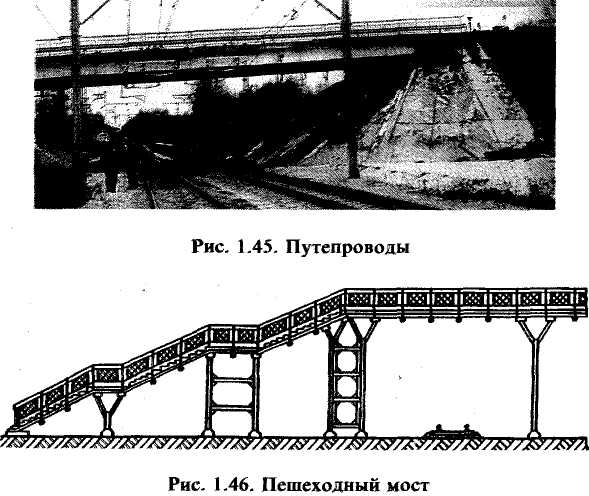 Рис. 1.45. Путепроводы
Рис. 1.46. Пешеходный мост